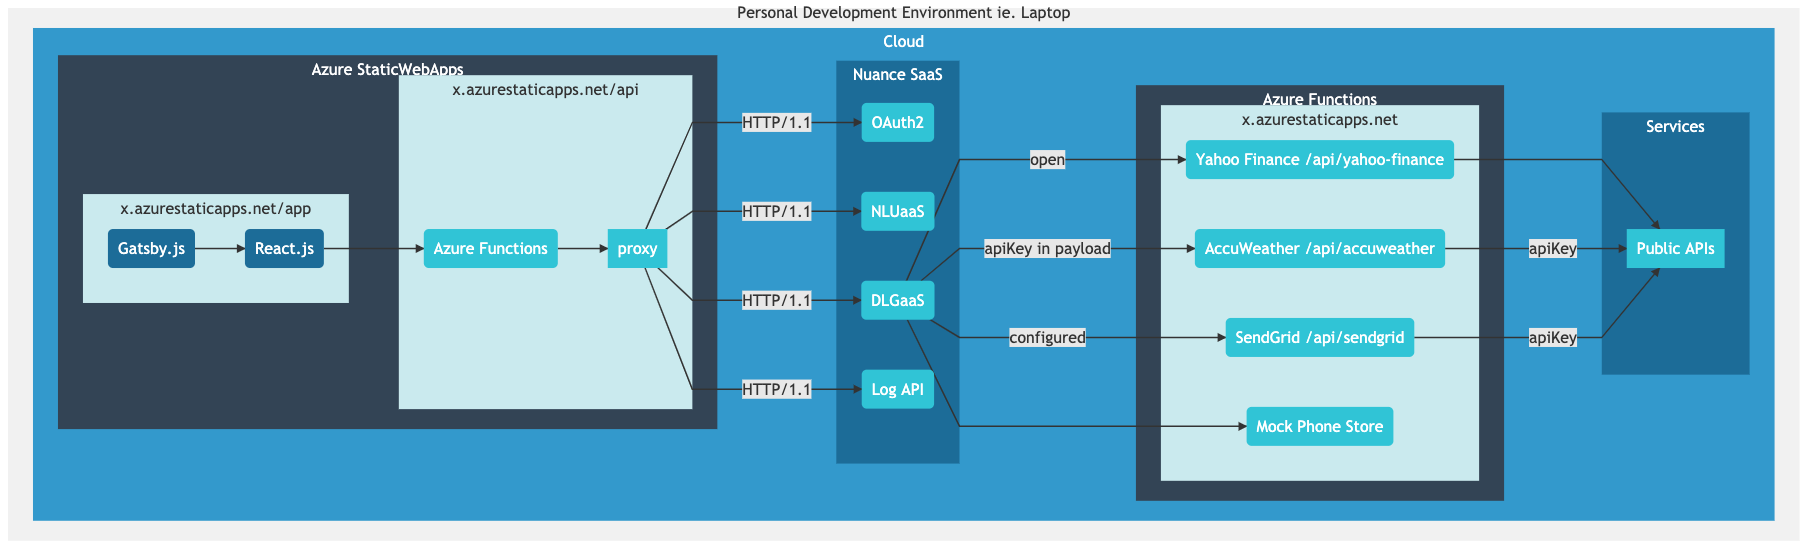 Personal Development Environment ie. Laptop
Cloud
Azure StaticWebApps
x.azurestaticapps.net/api
x.azurestaticapps.net/app
Gatsby.js
React.js
Azure Functions
proxy
HTTP/1.1
HTTP/1.1
HTTP/1.1
HTTP/1.1
Nuance SaaS
OAuth2
NLUaaS
DLGaaS
Log API
open
apiKey in payload
configured
Azure Functions
x.azurestaticapps.net
Yahoo Finance /api/yahoo-finance
AccuWeather /api/accuweather
SendGrid /api/sendgrid
Mock Phone Store
apiKey
apiKey
Services
Public APIs